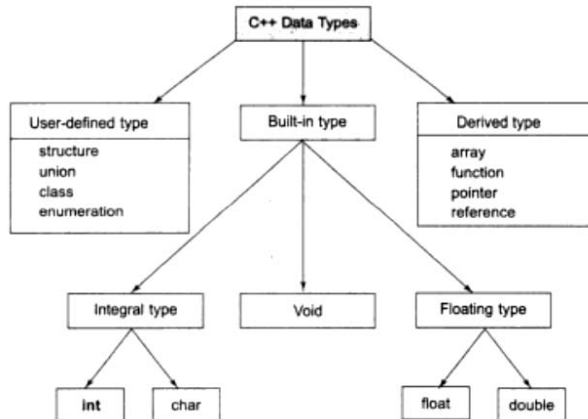 C++ Data Types
User-defined type
structure
union
class
enumeration
Built-in type
Derived type
array
function
pointer
reference
Integral type
Void
Floating type
int
char
float
double